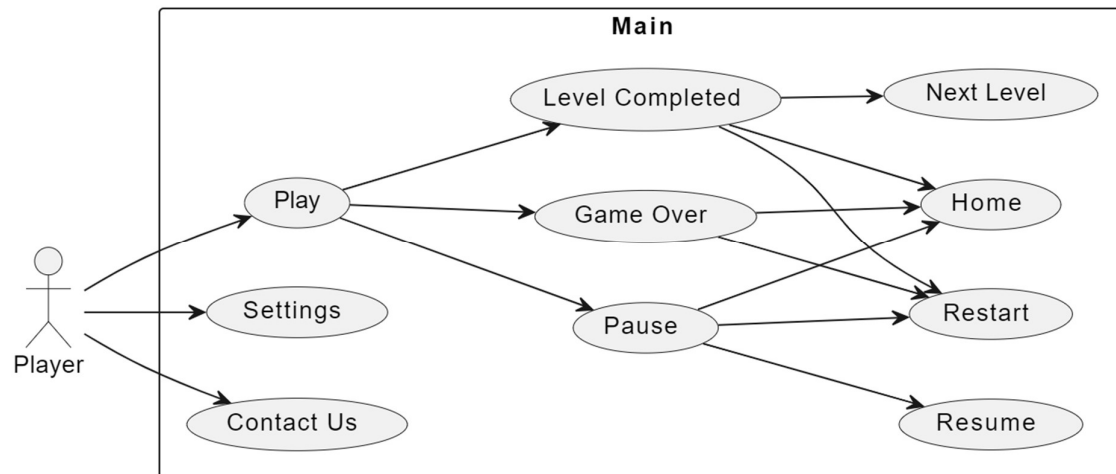 Main
Level Completed
Next Level
Play
Game Over
Home
Player
Settings
Pause
Restart
Contact Us
Resume